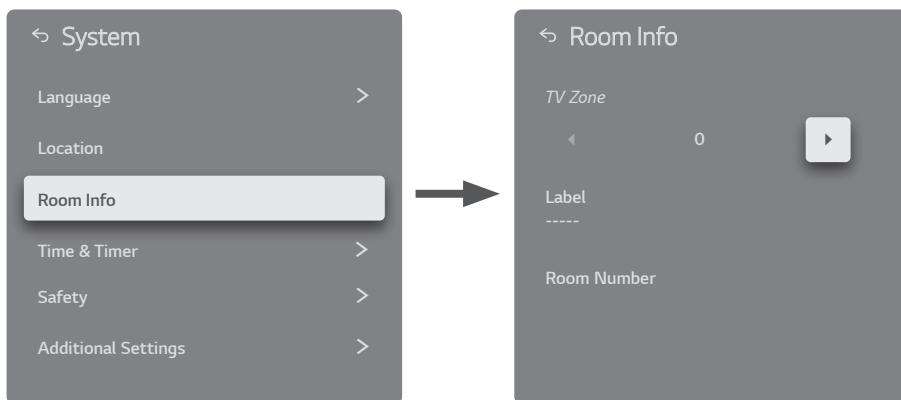 System
Language
Location
Room Info
Time & Timer
Safety
Additional Settings
Room Info
TV Zone
0
Label
-----
Room Number